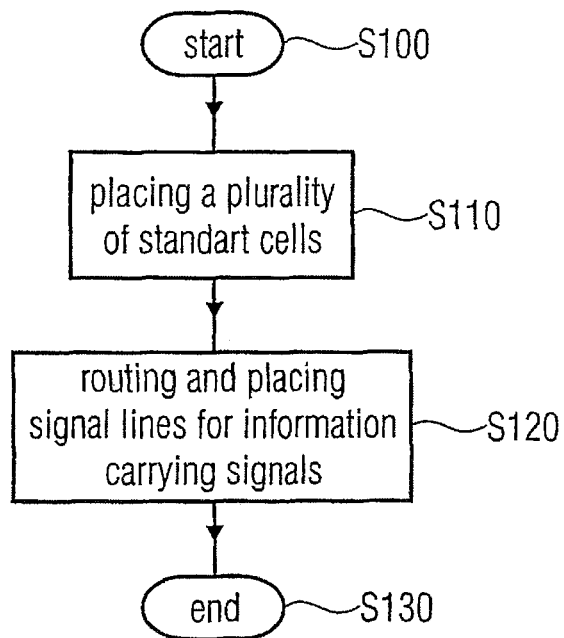 start
S100
placing a plurality
of standart cells
S110
routing and placing
signal lines for information
carrying signals
S120
end
S130